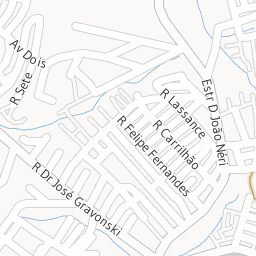 Av Dois
R Sete
R Lassance
Estr D João Néri
R Carrilhão
R Felipe Fernandes
R Dr José Gravonski